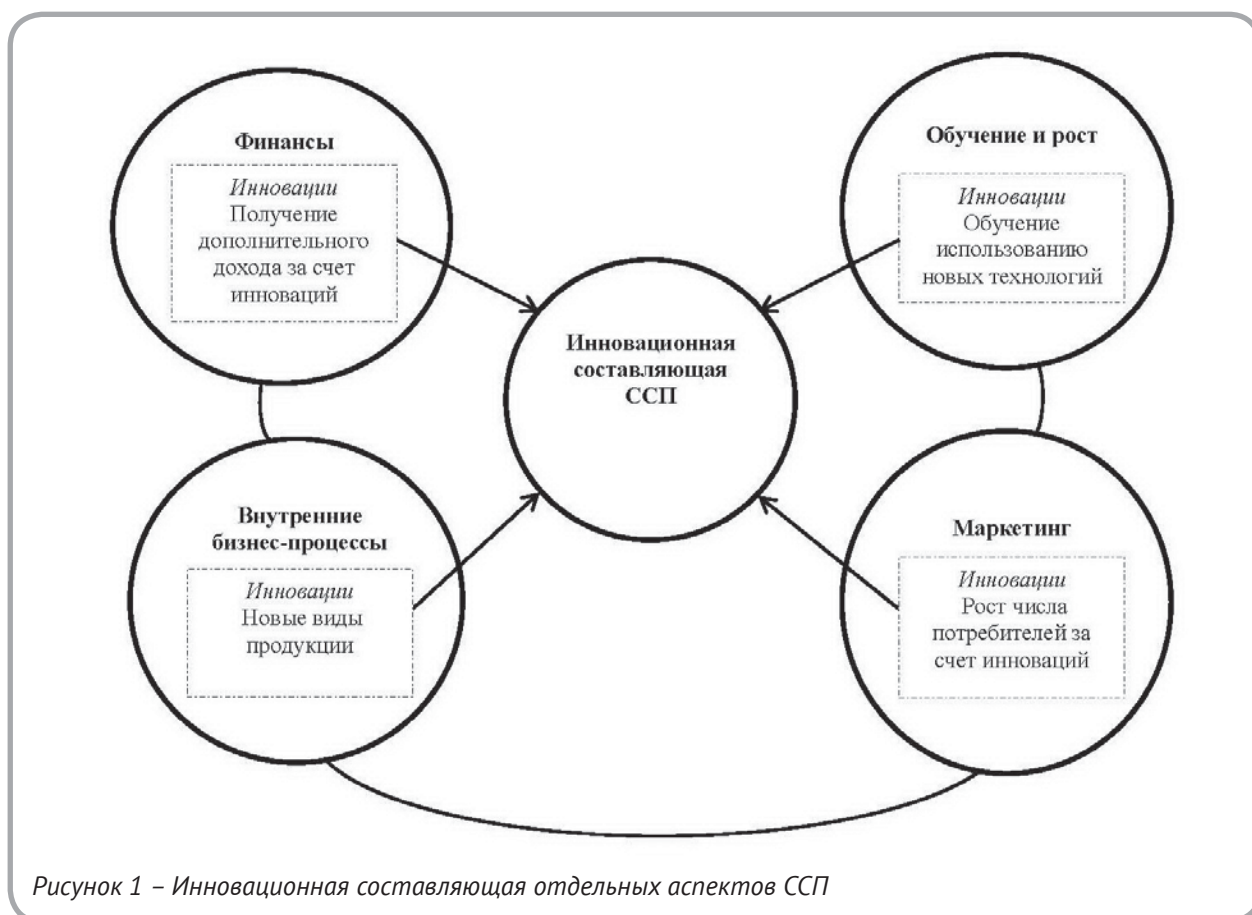 Финансы
Инновации
Получение
дополнительного
дохода за счет
инноваций
Обучение и рост
Инновации
Обучение
использованию
новых технологий
Инновационная
составляющая
ССП
Внутренние
бизнес-процессы
Инновации
Новые виды
продукции
Маркетинг
Инновации
Рост числа
потребителей за
счет инноваций
Рисунок 1 – Инновационная составляющая отдельных аспектов ССП